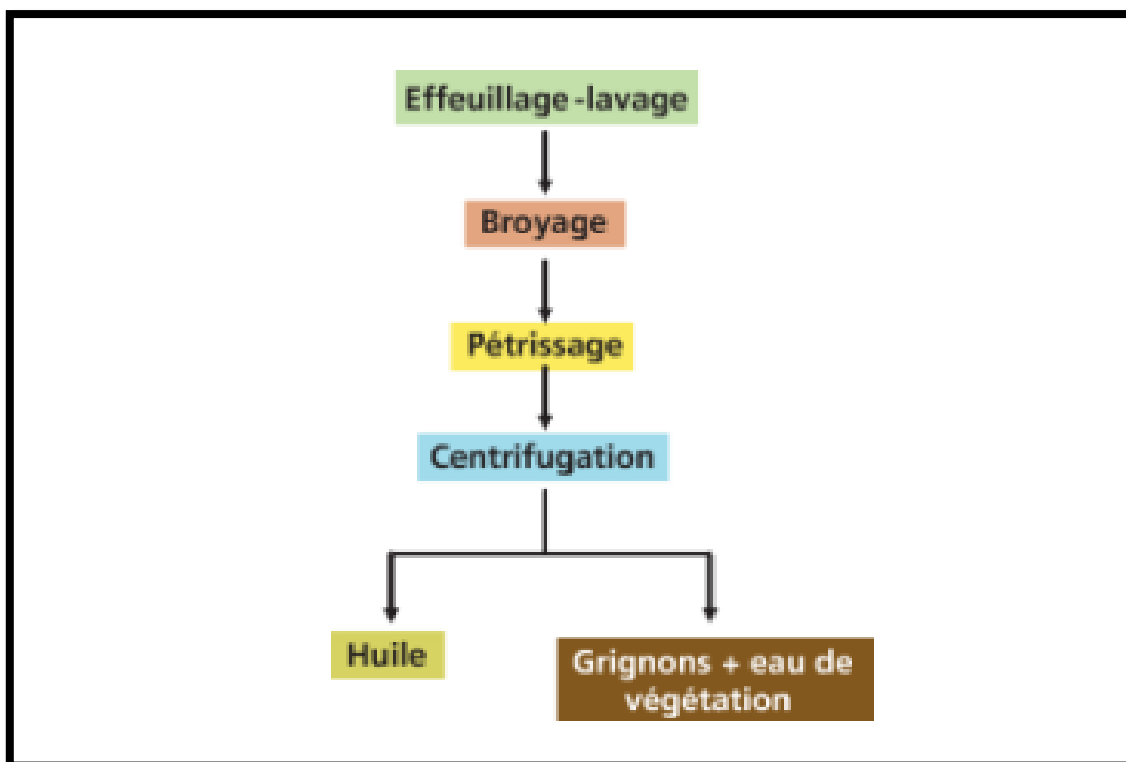 Effeuillage-lavage
Broyage
Pétrissage
Centrifugation
Huile
Grignons + eau de
végétation